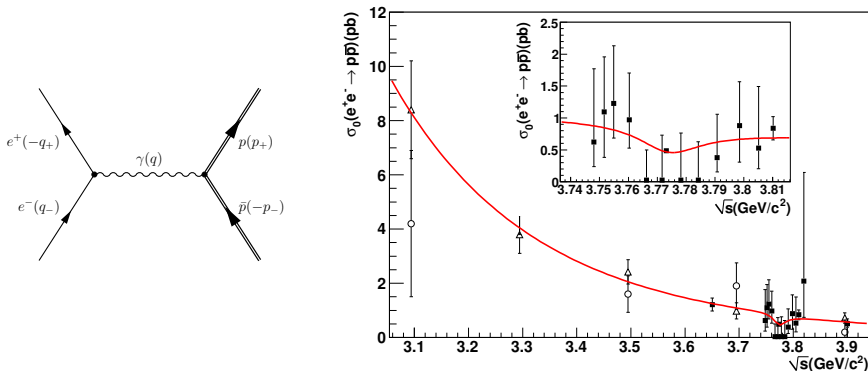 e⁺(−q₊)
e⁻(q₋)
γ(q)
p(p₊)
p̄(−p₋)
σ₀(e⁺e⁻ → pp̄)(pb)
12
10
8
6
4
2
0
3.1 3.2 3.3 3.4 3.5 3.6 3.7 3.8 3.9
√s(GeV/c²)
σ₀(e⁺e⁻ → pp̄)(pb)
2.5
2
1.5
1
0.5
0
3.74 3.75 3.76 3.77 3.78 3.79 3.8 3.81
√s(GeV/c²)